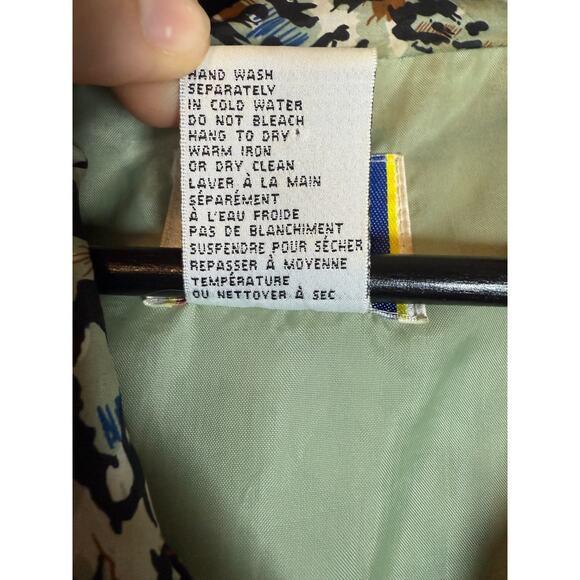 HAND WASH
SEPARATELY
IN COLD WATER
DO NOT BLEACH
HANG TO DRY
WARM IRON
OR DRY CLEAN
LAVER À LA MAIN
SÉPARÉMENT
À L'EAU FROIDE
PAS DE BLANCHIMENT
SUSPENDRE POUR SÉCHER
REPASSER À MOYENNE
TEMPÉRATURE
OU NETTOYER À SEC